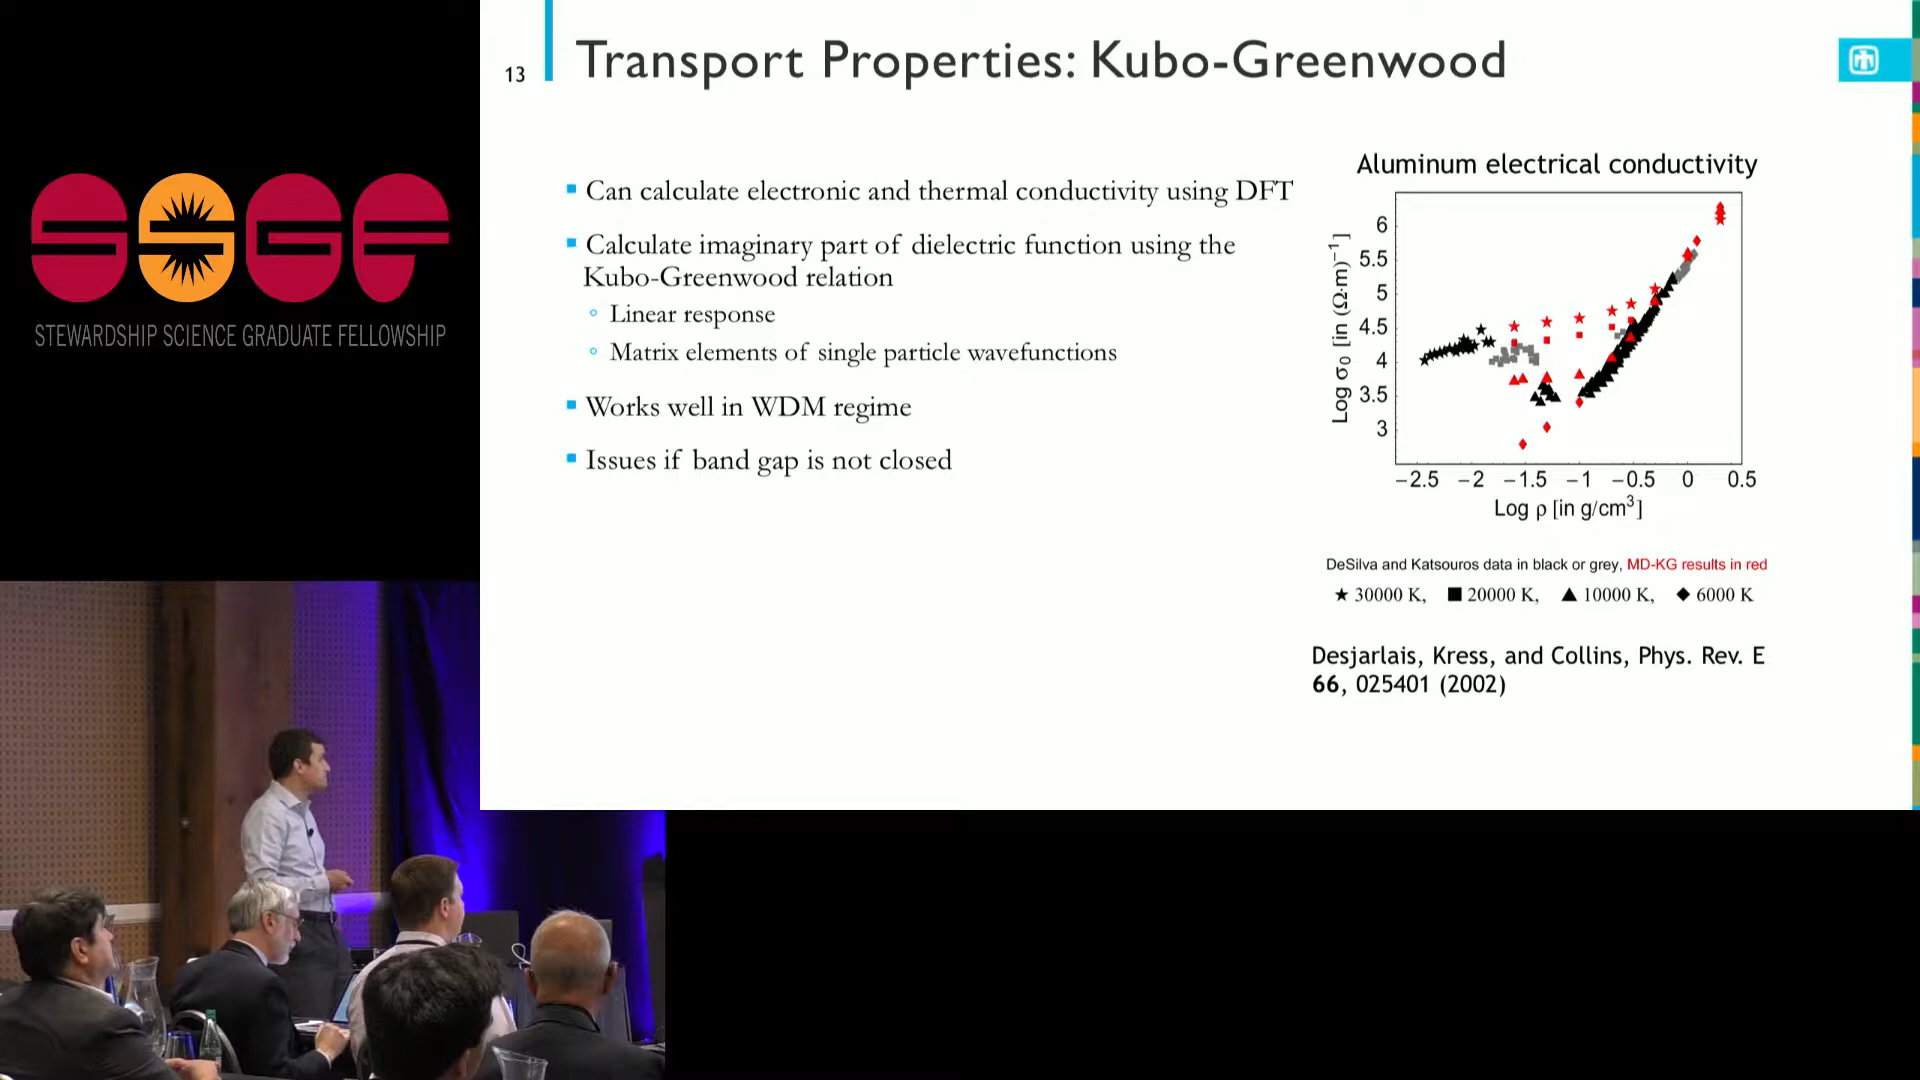 SSGF
STEWARDSHIP SCIENCE GRADUATE FELLOWSHIP
13
Transport Properties: Kubo-Greenwood
Can calculate electronic and thermal conductivity using DFT
Calculate imaginary part of dielectric function using the
Kubo-Greenwood relation
Linear response
Matrix elements of single particle wavefunctions
Works well in WDM regime
Issues if band gap is not closed
Aluminum electrical conductivity
Log σ0 [in (Ω·m)⁻¹]
6
5.5
5
4.5
4
3.5
3
−2.5 −2 −1.5 −1 −0.5 0 0.5
Log ρ [in g/cm³]
DeSilva and Katsouros data in black or grey, MD-KG results in red
★ 30000 K, ■ 20000 K, ▲ 10000 K, ◆ 6000 K
Desjarlais, Kress, and Collins, Phys. Rev. E
66, 025401 (2002)